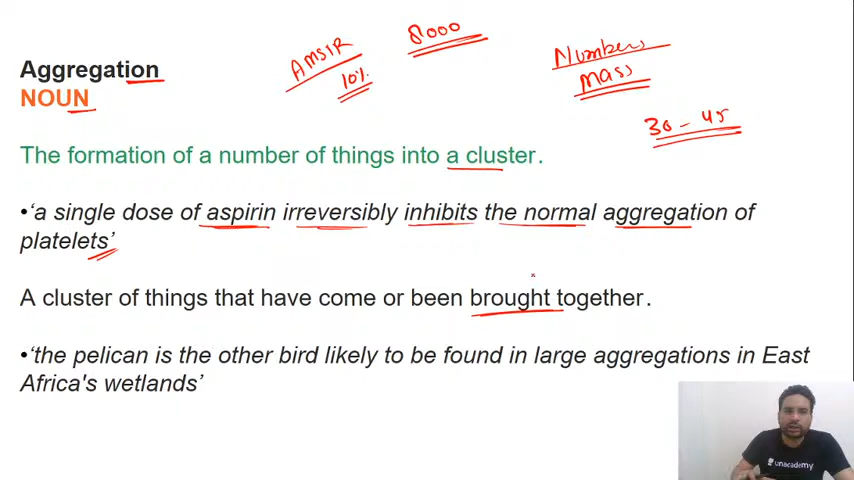 AMSIR
10%
8000
Numbers
Mass
30 - 45
Aggregation
NOUN
The formation of a number of things into a cluster.
•‘a single dose of aspirin irreversibly inhibits the normal aggregation of
platelets’
A cluster of things that have come or been brought together.
•‘the pelican is the other bird likely to be found in large aggregations in East
Africa's wetlands’
unacademy